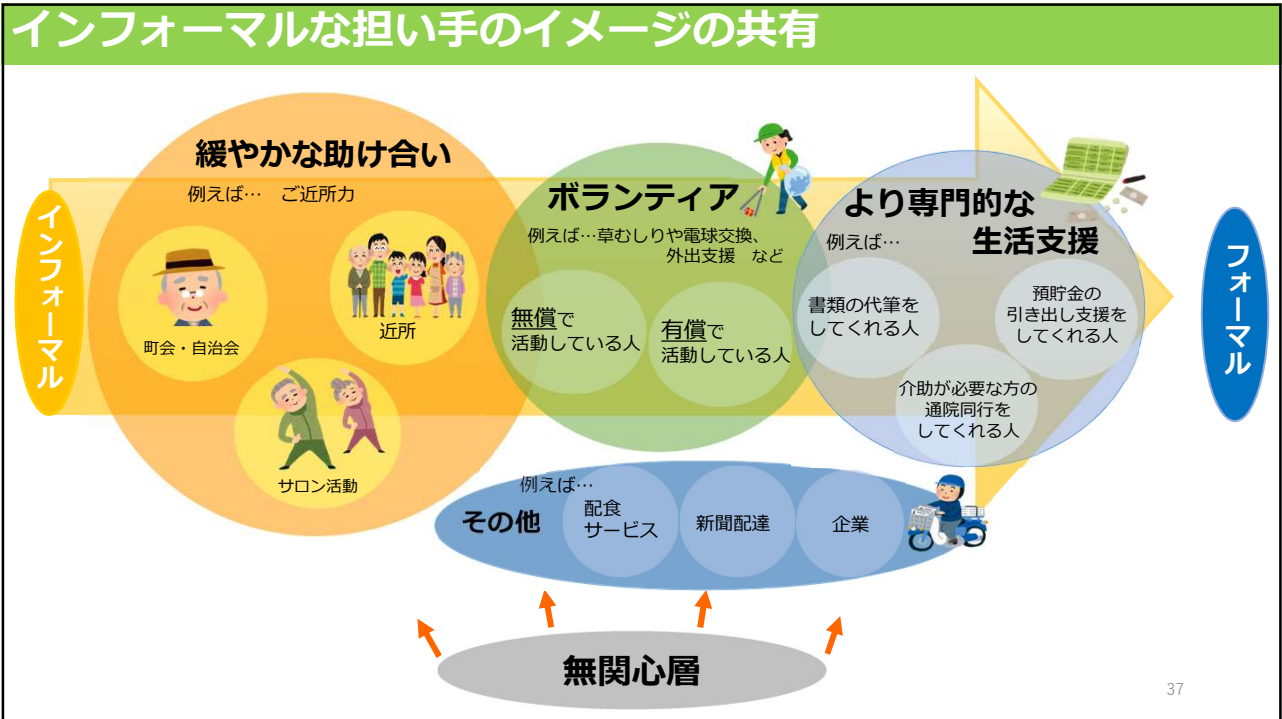 インフォーマルな担い手のイメージの共有
インフォーマル
緩やかな助け合い
例えば… ご近所力
町会・自治会
近所
サロン活動
ボランティア
例えば…草むしりや電球交換、
外出支援 など
無償で
活動している人
有償で
活動している人
より専門的な
生活支援
例えば…
書類の代筆を
してくれる人
預貯金の
引き出し支援を
してくれる人
介助が必要な方の
通院同行を
してくれる人
フォーマル
例えば…
その他
配食
サービス
新聞配達
企業
無関心層
37